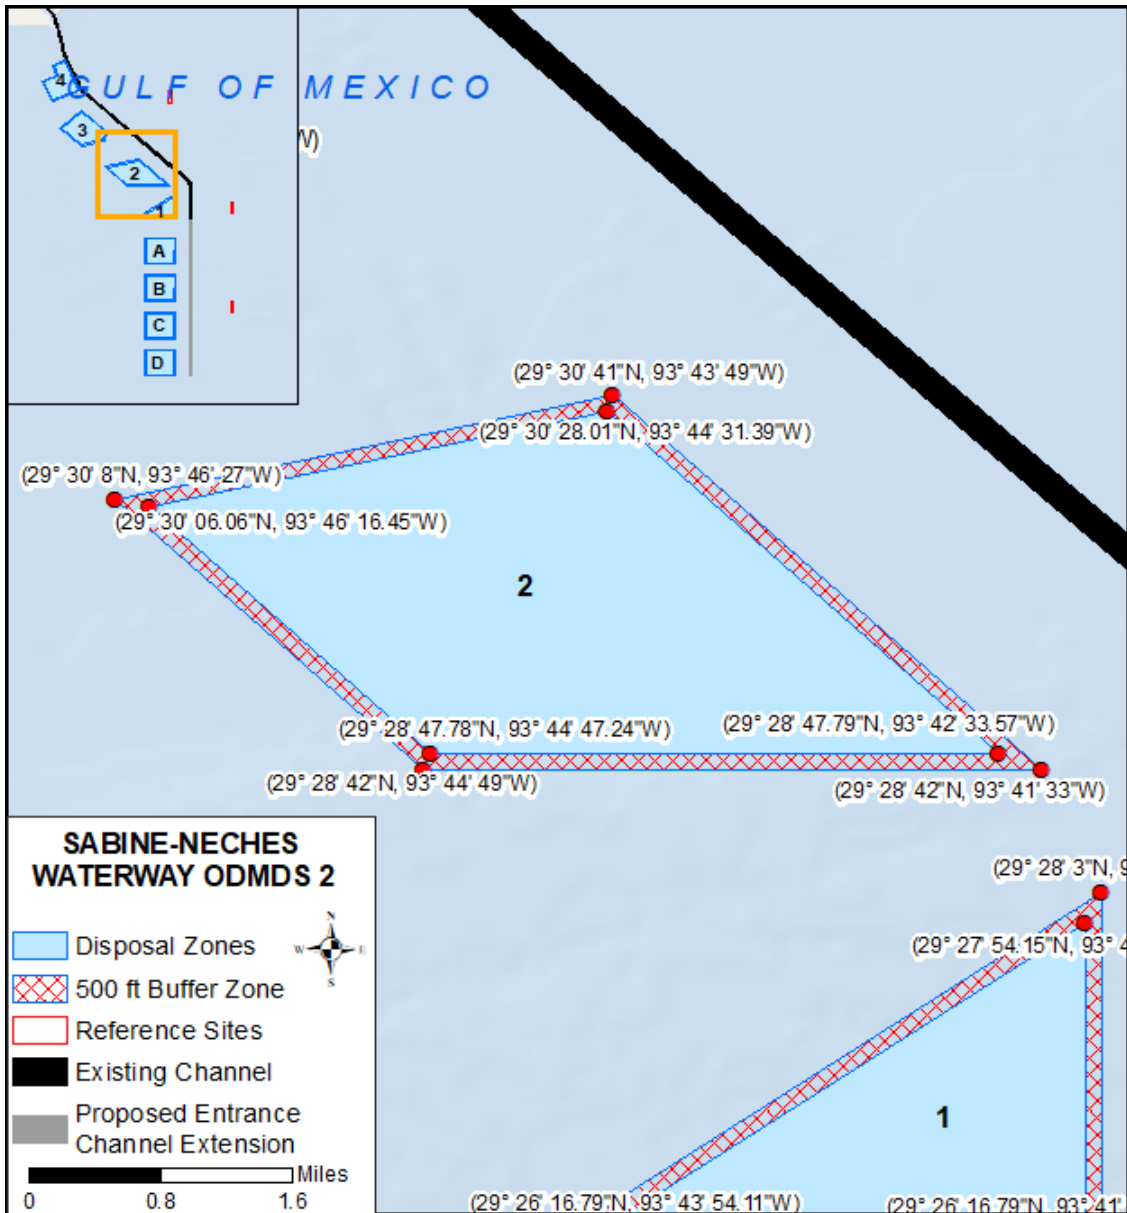 GULF OF MEXICO
4
3
2
1
A
B
C
D
W)
(29° 30' 41"N, 93° 43' 49"W)
(29° 30' 28.01"N, 93° 44' 31.39"W)
(29° 30' 8"N, 93° 46' 27"W)
(29° 30' 06.06"N, 93° 46' 16.45"W)
2
(29° 28' 47.78"N, 93° 44' 47.24"W)
(29° 28' 47.79"N, 93° 42' 33.57"W)
(29° 28' 42"N, 93° 44' 49"W)
(29° 28' 42"N, 93° 41' 33"W)
(29° 28' 3"N, 9
(29° 27' 54.15"N, 93° 4
1
(29° 26' 16.79"N, 93° 43' 54.11"W)
(29° 26' 16.79"N, 93° 41'
SABINE-NECHES
WATERWAY ODMDS 2
N
W E
S
Disposal Zones
500 ft Buffer Zone
Reference Sites
Existing Channel
Proposed Entrance
Channel Extension
Miles
0 0.8 1.6